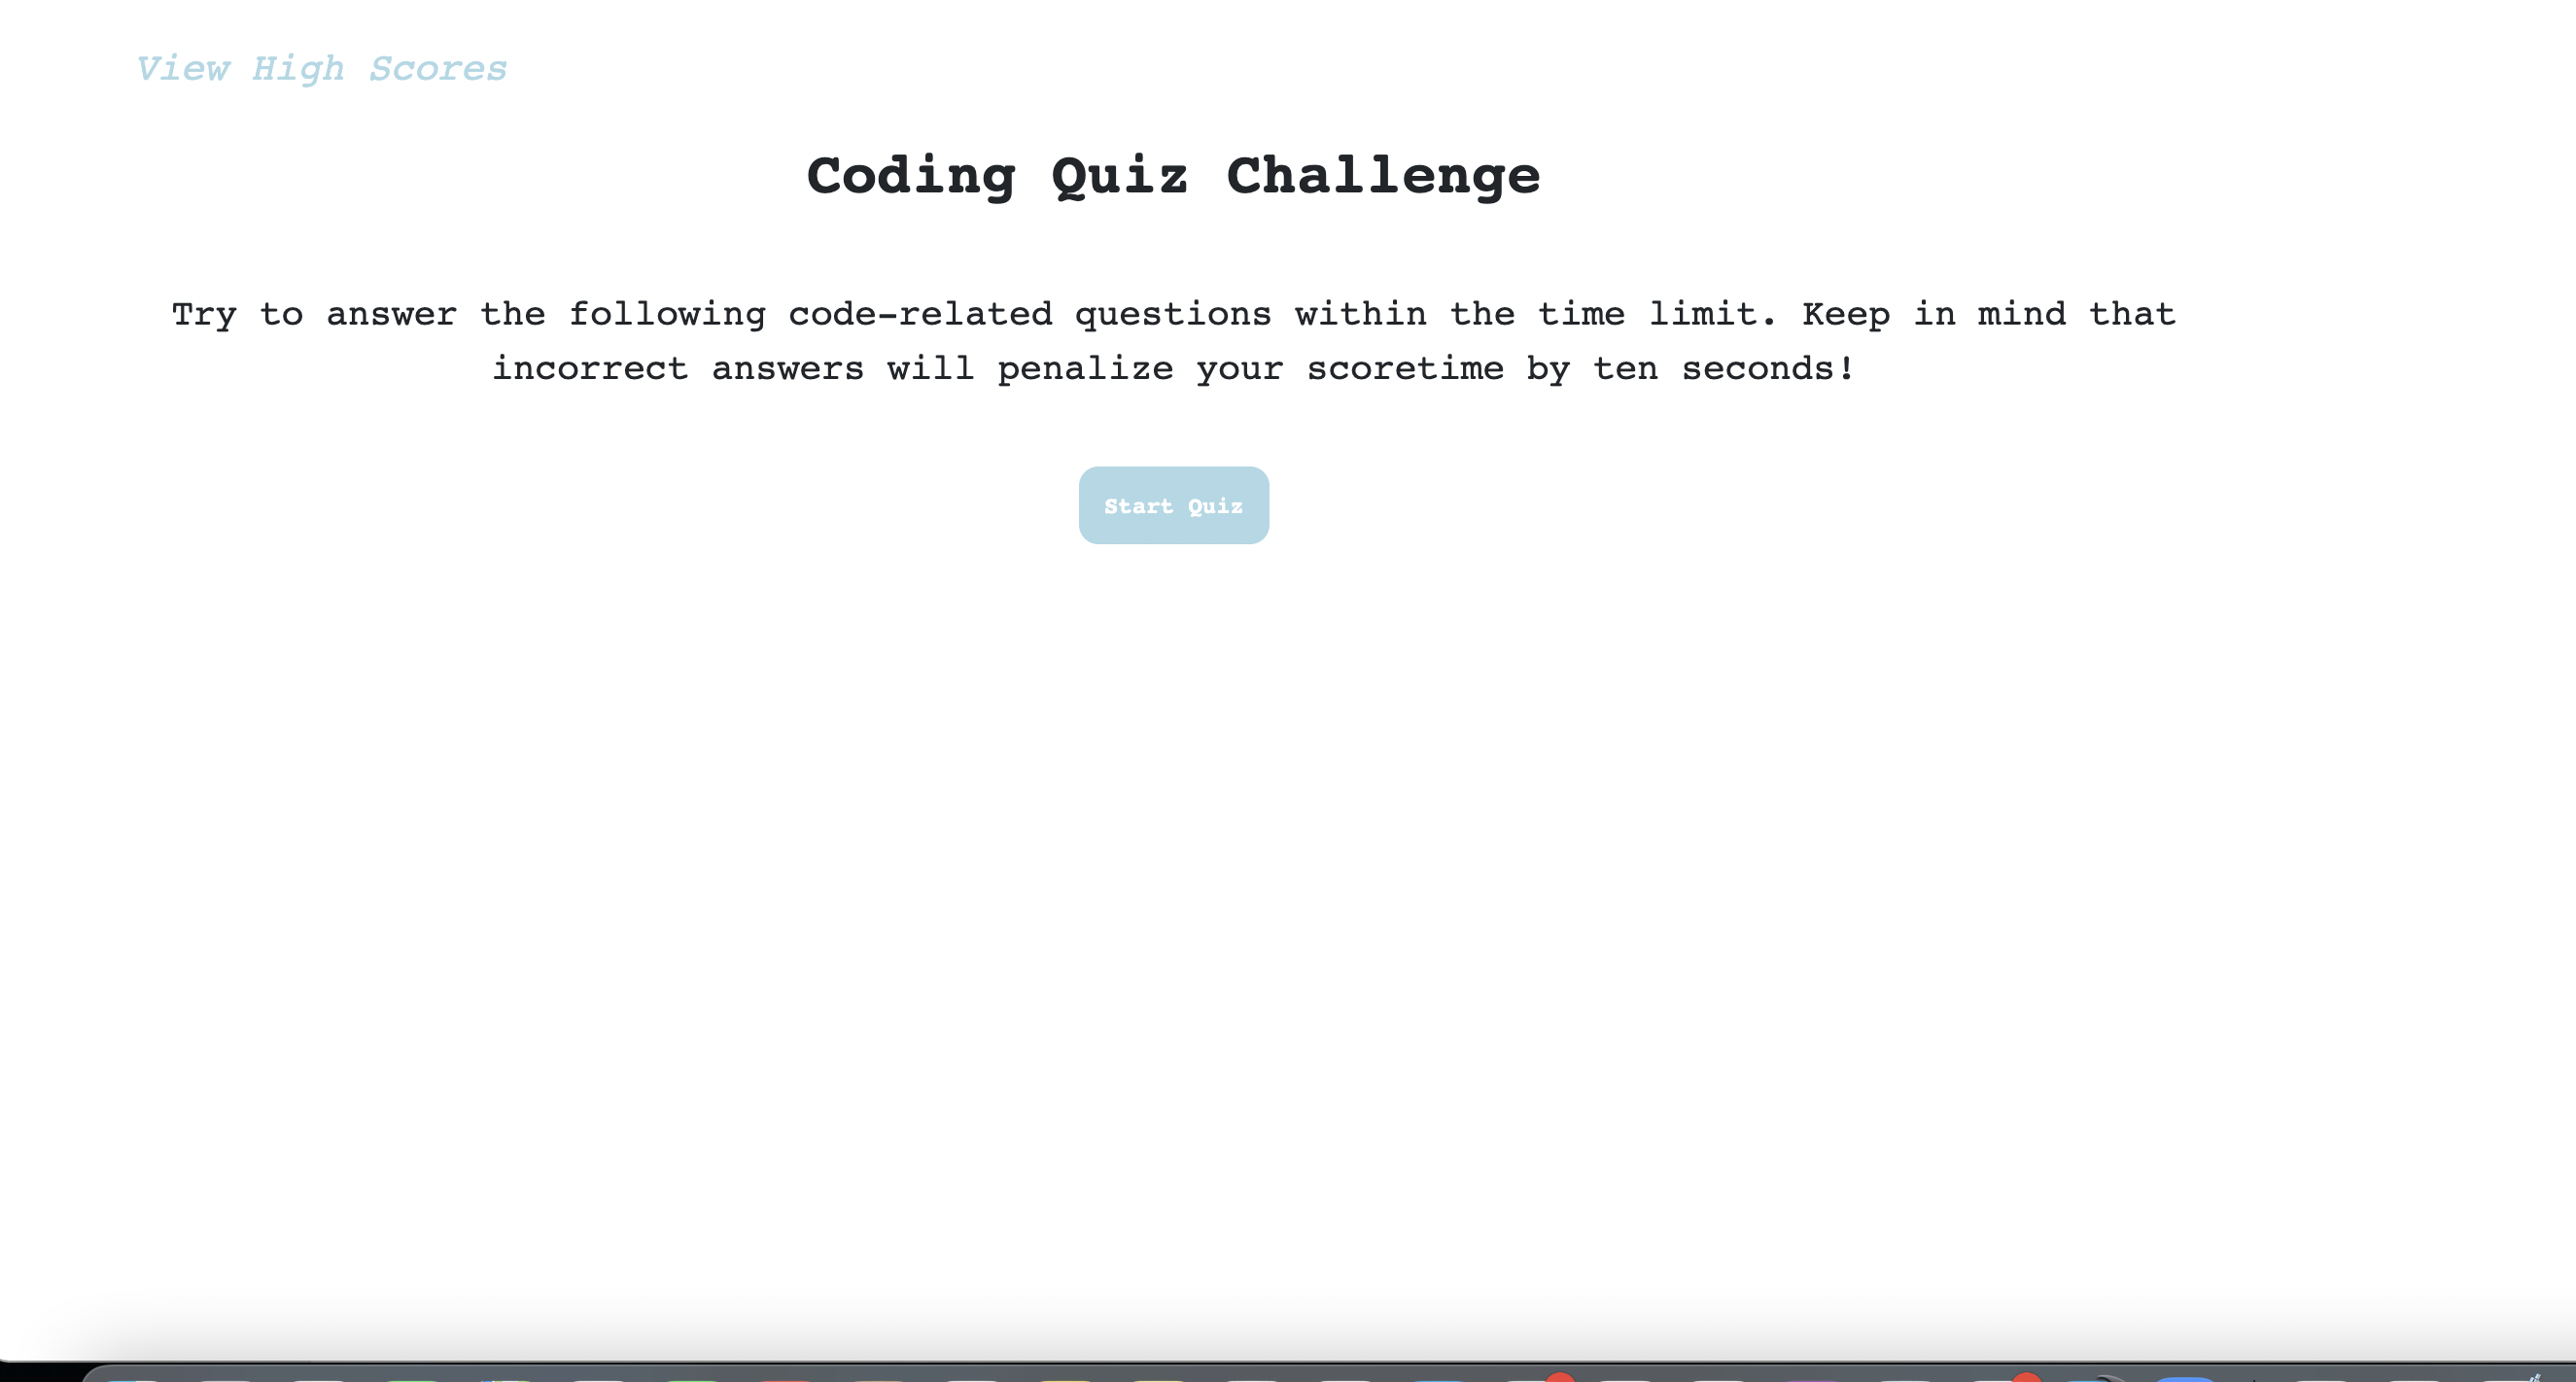 View High Scores
Coding Quiz Challenge
Try to answer the following code-related questions within the time limit. Keep in mind that
incorrect answers will penalize your scoretime by ten seconds!
Start Quiz